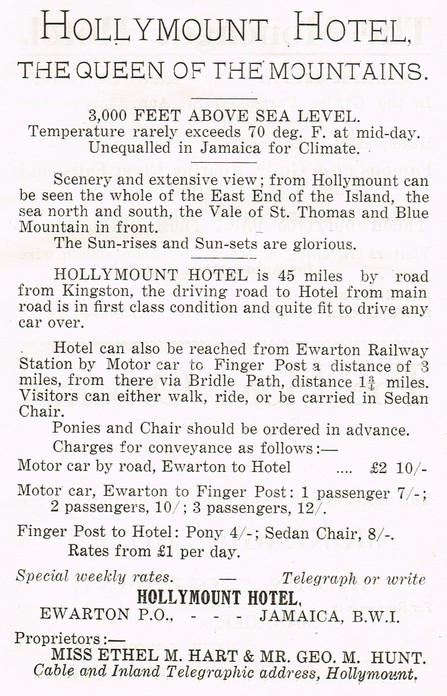 HOLLYMOUNT HOTEL,
THE QUEEN OF THE MOUNTAINS.
3,000 FEET ABOVE SEA LEVEL.
Temperature rarely exceeds 70 deg. F. at mid-day.
Unequalled in Jamaica for Climate.
Scenery and extensive view; from Hollymount can
be seen the whole of the East End of the Island, the
sea north and south, the Vale of St. Thomas and Blue
Mountain in front.
The Sun-rises and Sun-sets are glorious.
HOLLYMOUNT HOTEL is 45 miles by road
from Kingston, the driving road to Hotel from main
road is in first class condition and quite fit to drive any
car over.
Hotel can also be reached from Ewarton Railway
Station by Motor car to Finger Post a distance of 3
miles, from there via Bridle Path, distance 1¾ miles.
Visitors can either walk, ride, or be carried in Sedan
Chair.
Ponies and Chair should be ordered in advance.
Charges for conveyance as follows:—
Motor car by road, Ewarton to Hotel .... £2 10/-
Motor car, Ewarton to Finger Post: 1 passenger 7/-;
2 passengers, 10/; 3 passengers, 12/.
Finger Post to Hotel: Pony 4/-; Sedan Chair, 8/-.
Rates from £1 per day.
Special weekly rates. — Telegraph or write
HOLLYMOUNT HOTEL,
EWARTON P.O., - - - JAMAICA, B.W.I.
Proprietors:—
MISS ETHEL M. HART & MR. GEO. M. HUNT.
Cable and Inland Telegraphic address, Hollymount.